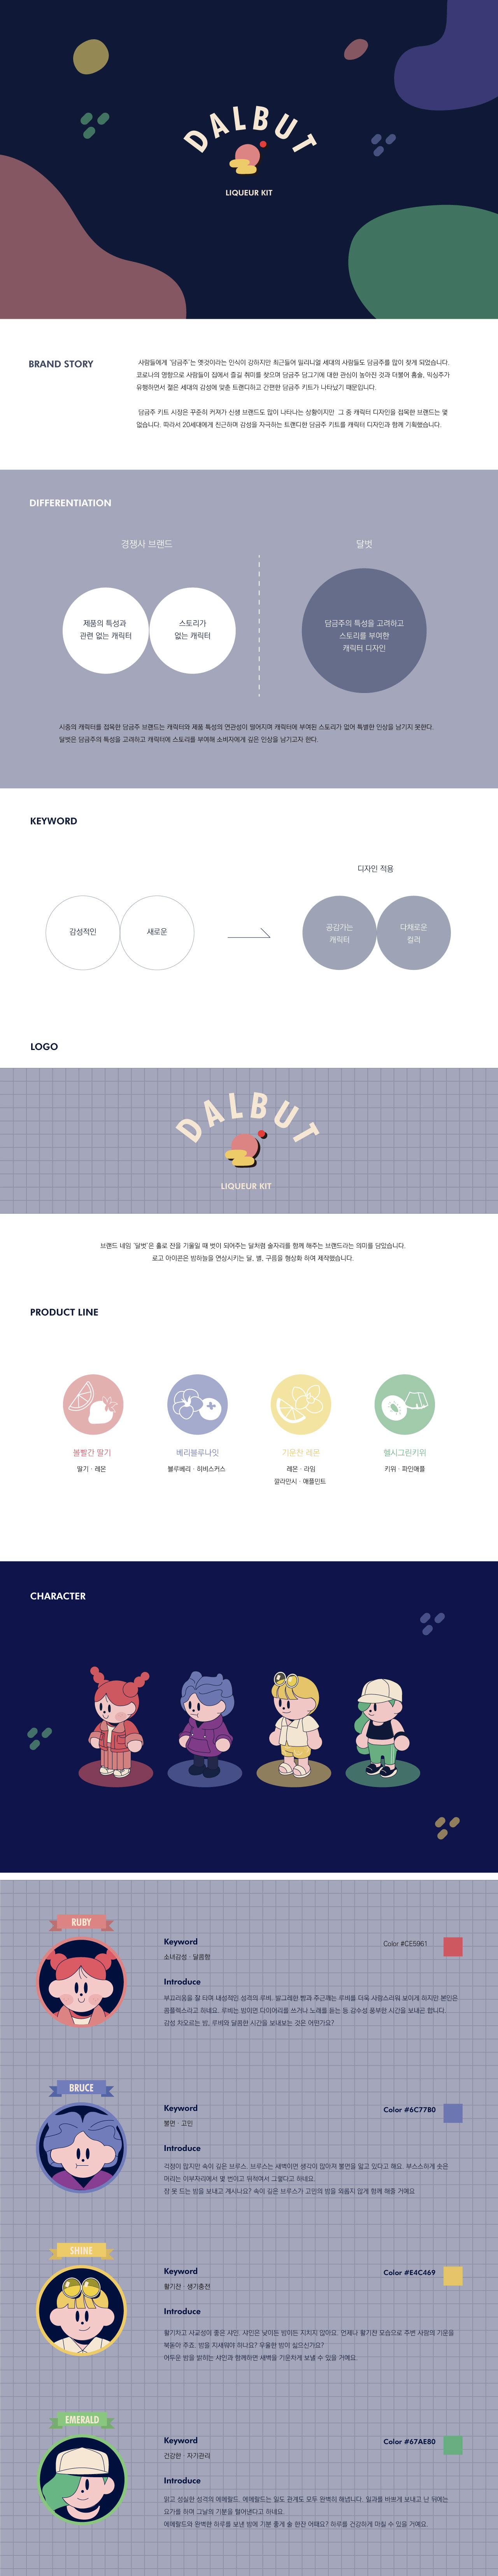 DALBUT
LIQUEUR KIT
BRAND STORY
사람들에게 '담금주'는 옛것이라는 인식이 강하지만 최근들어 밀리니얼 세대의 사람들도 담금주를 많이 찾게 되었습니다.
코로나의 영향으로 사람들이 집에서 즐길 취미를 찾으며 담금주 담그기에 대한 관심이 높아진 것과 더불어 홈술, 믹싱주가
유행하면서 젊은 세대의 감성에 맞춘 트랜디하고 간편한 담금주 키트가 나타났기 때문입니다.
담금주 키트 시장은 꾸준히 커져가 신생 브랜드도 많이 나타나는 상황이지만 그 중 캐릭터 디자인을 접목한 브랜드는 몇
없습니다. 따라서 20세대에게 친근하며 감성을 자극하는 트랜디한 담금주 키트를 캐릭터 디자인과 함께 기획했습니다.
DIFFERENTIATION
경쟁사 브랜드
달벗
제품의 특성과
관련 없는 캐릭터
스토리가
없는 캐릭터
담금주의 특성을 고려하고
스토리를 부여한
캐릭터 디자인
시중의 캐릭터를 접목한 담금주 브랜드는 캐릭터와 제품 특성의 연관성이 떨어지며 캐릭터에 부여된 스토리가 없어 특별한 인상을 남기지 못한다.
달벗은 담금주의 특성을 고려하고 캐릭터에 스토리를 부여해 소비자에게 깊은 인상을 남기고자 한다.
KEYWORD
디자인 적용
감성적인
새로운
공감가는
캐릭터
다채로운
컬러
LOGO
DALBUT
LIQUEUR KIT
브랜드 네임 '달벗'은 홀로 잔을 기울일 때 벗이 되어주는 달처럼 술자리를 함께 해주는 브랜드라는 의미를 담았습니다.
로고 아이콘은 밤하늘을 연상시키는 달, 별, 구름을 형상화 하여 제작했습니다.
PRODUCT LINE
볼빨간 딸기
딸기 · 레몬
베리블루나잇
블루베리 · 히비스커스
기운찬 레몬
레몬 · 라임
깔라만시 · 애플민트
헬시그린키위
키위 · 파인애플
CHARACTER
RUBY
Keyword
소녀감성 · 달콤함
Color #CE5961
Introduce
부끄러움을 잘 타며 내성적인 성격의 루비. 발그레한 뺨과 주근깨는 루비를 더욱 사랑스러워 보이게 하지만 본인은
콤플렉스라고 하네요. 루비는 밤이면 다이어리를 쓰거나 노래를 듣는 등 감수성 풍부한 시간을 보내곤 합니다.
감성 차오르는 밤, 루비와 달콤한 시간을 보내보는 것은 어떤가요?
BRUCE
Keyword
불면 · 고민
Color #6C77B0
Introduce
걱정이 많지만 속이 깊은 브루스. 브루스는 새벽이면 생각이 많아져 불면을 앓고 있다고 해요. 부스스하게 솟은
머리는 이부자리에서 몇 번이고 뒤척여서 그렇다고 하네요.
잠 못 드는 밤을 보내고 계시나요? 속이 깊은 브루스가 고민의 밤을 외롭지 않게 함께 해줄 거예요.
SHINE
Keyword
활기찬 · 생기충전
Color #E4C469
Introduce
활기차고 사교성이 좋은 샤인. 샤인은 낮이든 밤이든 지치지 않아요. 언제나 활기찬 모습으로 주변 사람의 기운을
북돋아 주죠. 밤을 지새워야 하나요? 우울한 밤이 싫으신가요?
어두운 밤을 밝히는 샤인과 함께하면 새벽을 기운차게 보낼 수 있을 거예요.
EMERALD
Keyword
건강한 · 자기관리
Color #67AE80
Introduce
맑고 성실한 성격의 에메랄드. 에메랄드는 일도 관계도 모두 완벽히 해냅니다. 일과를 바쁘게 보내고 난 뒤에는
요가를 하며 그날의 기분을 털어낸다고 하네요.
에메랄드와 완벽한 하루를 보낸 밤에 기분 좋게 술 한잔 어때요? 하루를 건강하게 마칠 수 있을 거예요.